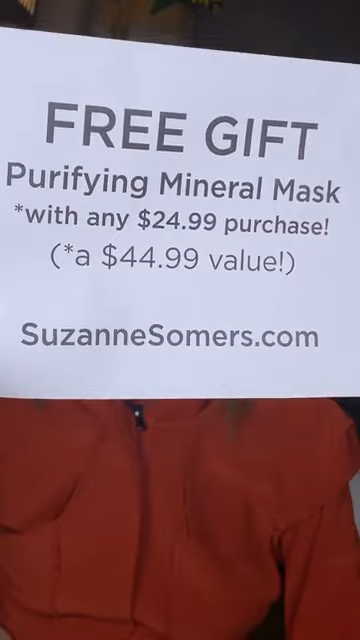 FREE GIFT
Purifying Mineral Mask
*with any $24.99 purchase!
(*a $44.99 value!)
SuzanneSomers.com